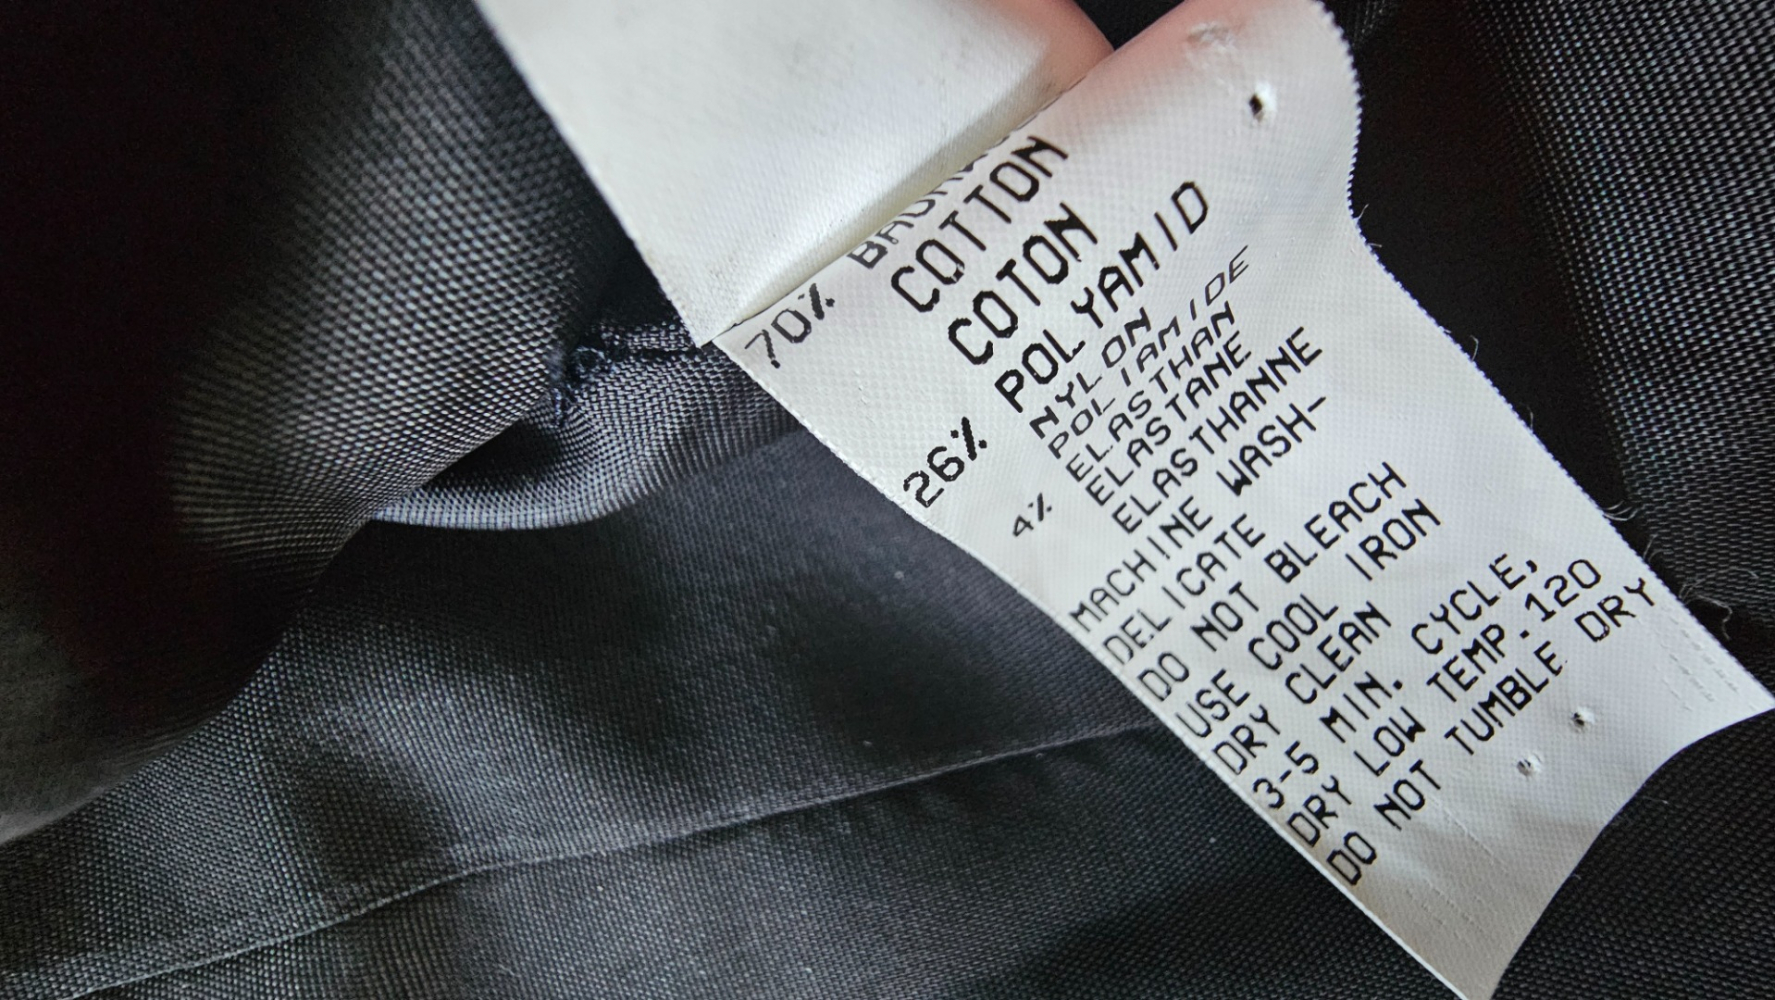 70% COTTON
COTON
26% POLYAMID
NYLON
POLIAMIDE
4% ELASTHAN
ELASTANE
ELASTHANNE
MACHINE WASH-
DELICATE
DO NOT BLEACH
USE COOL IRON
DRY CLEAN
3-5 MIN. CYCLE,
DRY LOW TEMP.120
DO NOT TUMBLE DRY